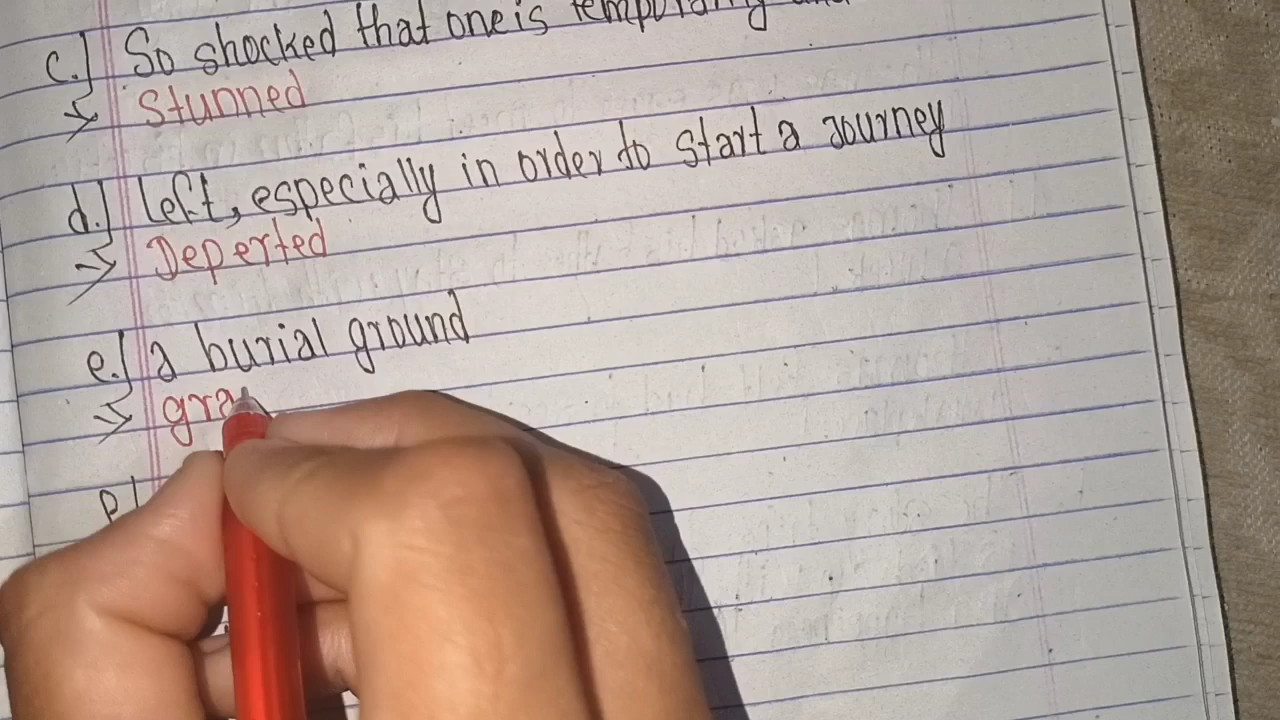 c.] So shocked that one is
→ Stunned
d.] left, especially in order to start a Journey
→ Deperted
e.] a burial ground
→ gra